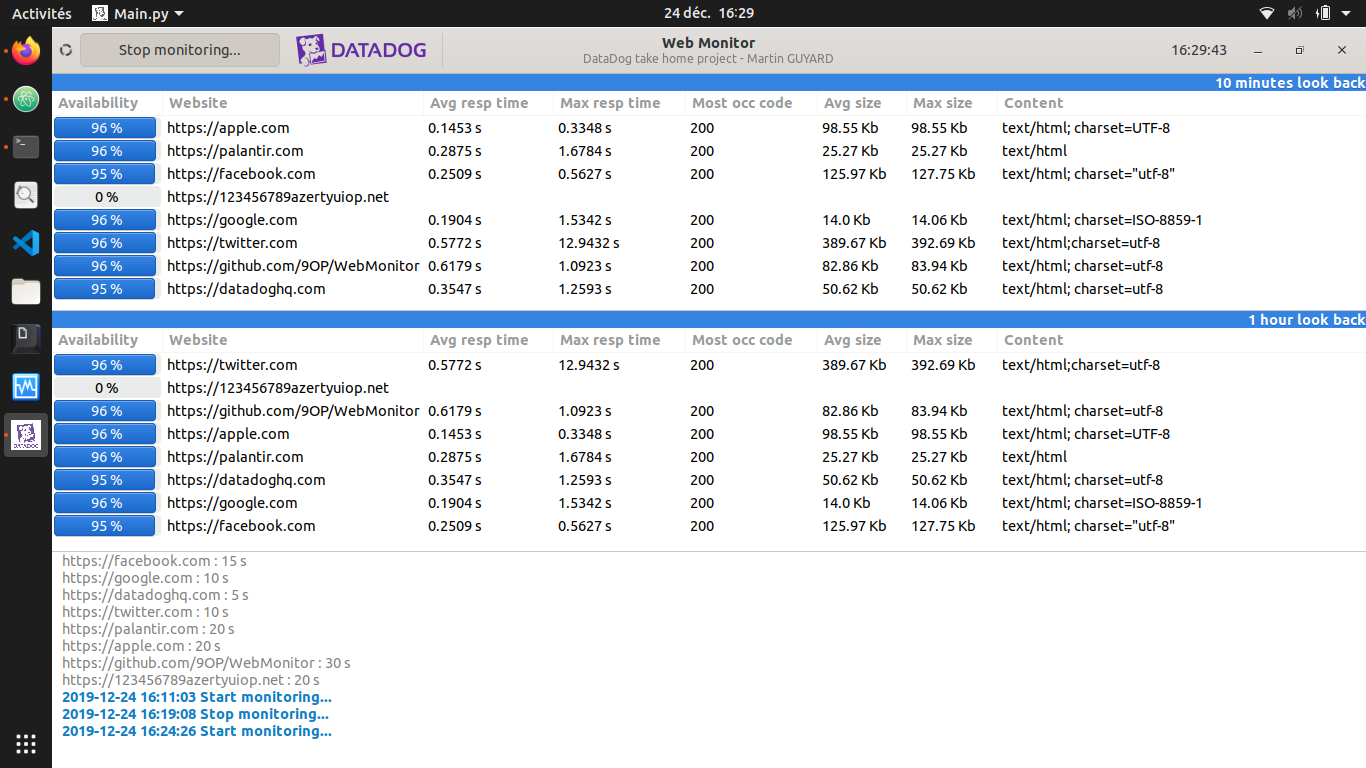 Activités Main.py 24 déc. 16:29
Stop monitoring... DATADOG Web Monitor 16:29:43
DataDog take home project - Martin GUYARD
10 minutes look back
Availability Website Avg resp time Max resp time Most occ code Avg size Max size Content
96 % https://apple.com 0.1453 s 0.3348 s 200 98.55 Kb 98.55 Kb text/html; charset=UTF-8
96 % https://palantir.com 0.2875 s 1.6784 s 200 25.27 Kb 25.27 Kb text/html
95 % https://facebook.com 0.2509 s 0.5627 s 200 125.97 Kb 127.75 Kb text/html; charset="utf-8"
0 % https://123456789azertyuiop.net
96 % https://google.com 0.1904 s 1.5342 s 200 14.0 Kb 14.06 Kb text/html; charset=ISO-8859-1
96 % https://twitter.com 0.5772 s 12.9432 s 200 389.67 Kb 392.69 Kb text/html;charset=utf-8
96 % https://github.com/9OP/WebMonitor 0.6179 s 1.0923 s 200 82.86 Kb 83.94 Kb text/html; charset=utf-8
95 % https://datadoghq.com 0.3547 s 1.2593 s 200 50.62 Kb 50.62 Kb text/html; charset=utf-8
1 hour look back
Availability Website Avg resp time Max resp time Most occ code Avg size Max size Content
96 % https://twitter.com 0.5772 s 12.9432 s 200 389.67 Kb 392.69 Kb text/html;charset=utf-8
0 % https://123456789azertyuiop.net
96 % https://github.com/9OP/WebMonitor 0.6179 s 1.0923 s 200 82.86 Kb 83.94 Kb text/html; charset=utf-8
96 % https://apple.com 0.1453 s 0.3348 s 200 98.55 Kb 98.55 Kb text/html; charset=UTF-8
96 % https://palantir.com 0.2875 s 1.6784 s 200 25.27 Kb 25.27 Kb text/html
95 % https://datadoghq.com 0.3547 s 1.2593 s 200 50.62 Kb 50.62 Kb text/html; charset=utf-8
96 % https://google.com 0.1904 s 1.5342 s 200 14.0 Kb 14.06 Kb text/html; charset=ISO-8859-1
95 % https://facebook.com 0.2509 s 0.5627 s 200 125.97 Kb 127.75 Kb text/html; charset="utf-8"
https://facebook.com : 15 s
https://google.com : 10 s
https://datadoghq.com : 5 s
https://twitter.com : 10 s
https://palantir.com : 20 s
https://apple.com : 20 s
https://github.com/9OP/WebMonitor : 30 s
https://123456789azertyuiop.net : 20 s
2019-12-24 16:11:03 Start monitoring...
2019-12-24 16:19:08 Stop monitoring...
2019-12-24 16:24:26 Start monitoring...
D
DATADOG